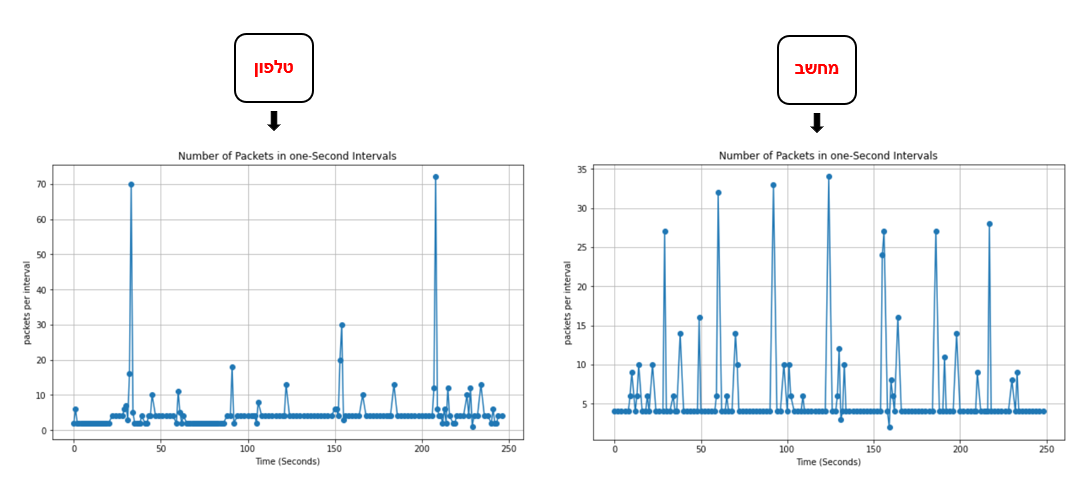 טלפון
מחשב
Number of Packets in one-Second Intervals
packets per interval
70
60
50
40
30
20
10
0
0 50 100 150 200 250
Time (Seconds)
Number of Packets in one-Second Intervals
packets per interval
35
30
25
20
15
10
5
0 50 100 150 200 250
Time (Seconds)